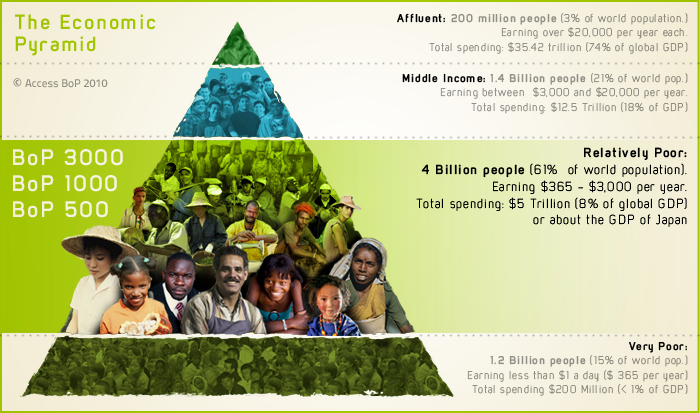 The Economic
Pyramid
© Access BoP 2010
Affluent: 200 million people (3% of world population.)
Earning over $20,000 per year each.
Total spending: $35.42 trillion (74% of global GDP)
Middle Income: 1.4 Billion people (21% of world pop.)
Earning between $3,000 and $20,000 per year.
Total spending: $12.5 Trillion (18% of global GDP)
BoP 3000
BoP 1000
BoP 500
Relatively Poor:
4 Billion people (61% of world population).
Earning $365 - $3,000 per year.
Total spending: $5 Trillion (8% of global GDP)
or about the GDP of Japan
Very Poor:
1.2 Billion people (15% of world pop.)
Earning less than $1 a day ($ 365 per year)
Total spending $200 Million (< 1% of GDP)